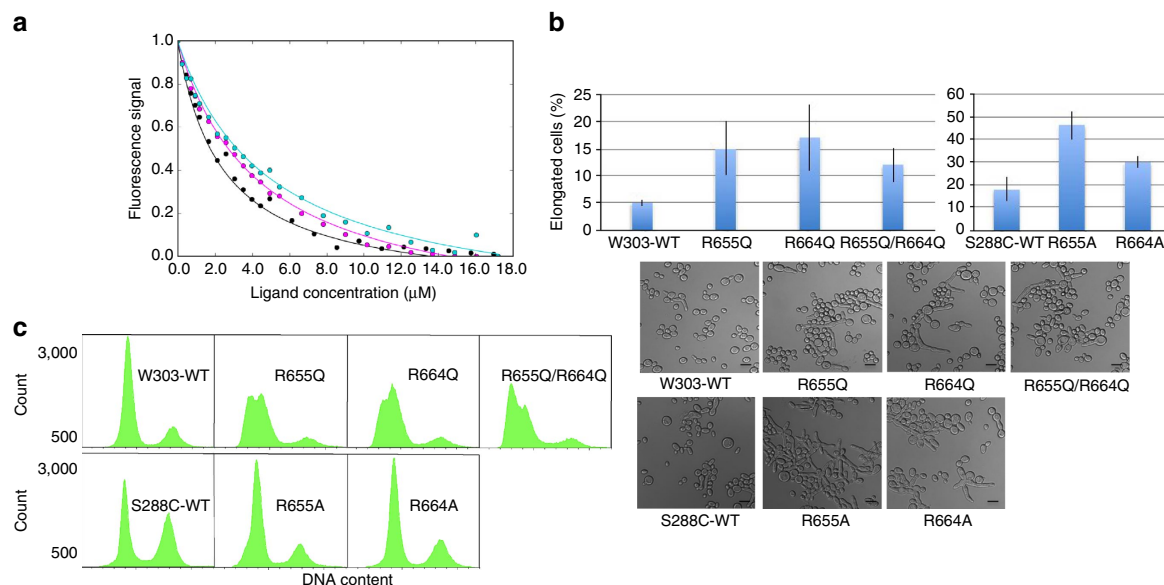 a
1.0
0.8
0.6
0.4
0.2
0.0
Fluorescence signal
0.0 2.0 4.0 6.0 8.0 10.0 12.0 14.0 16.0 18.0
Ligand concentration (μM)
b
25
20
15
10
5
0
Elongated cells (%)
W303-WT R655Q R664Q R655Q/R664Q
60
50
40
30
20
10
0
S288C-WT R655A R664A
W303-WT R655Q R664Q R655Q/R664Q
S288C-WT R655A R664A
c
3,000
Count
500
W303-WT R655Q R664Q R655Q/R664Q
3,000
Count
500
S288C-WT R655A R664A
DNA content